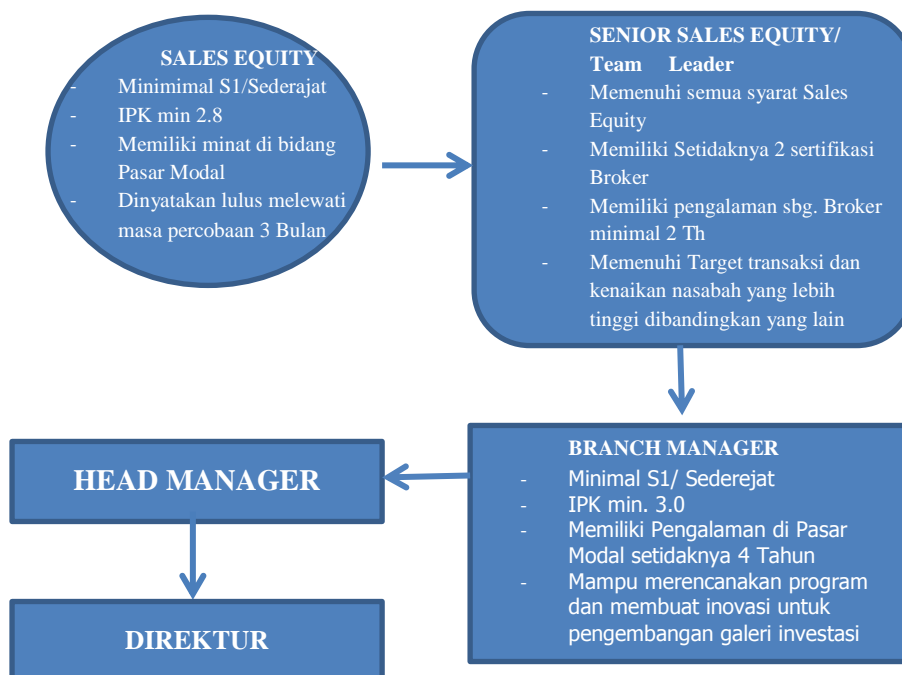 SALES EQUITY
- Minimimal S1/Sederajat
- IPK min 2.8
- Memiliki minat di bidang
Pasar Modal
- Dinyatakan lulus melewati
masa percobaan 3 Bulan
SENIOR SALES EQUITY/
Team Leader
- Memenuhi semua syarat Sales
Equity
- Memiliki Setidaknya 2 sertifikasi
Broker
- Memiliki pengalaman sbg. Broker
minimal 2 Th
- Memenuhi Target transaksi dan
kenaikan nasabah yang lebih
tinggi dibandingkan yang lain
BRANCH MANAGER
- Minimal S1/ Sederejat
- IPK min. 3.0
- Memiliki Pengalaman di Pasar
Modal setidaknya 4 Tahun
- Mampu merencanakan program
dan membuat inovasi untuk
pengembangan galeri investasi
HEAD MANAGER
DIREKTUR